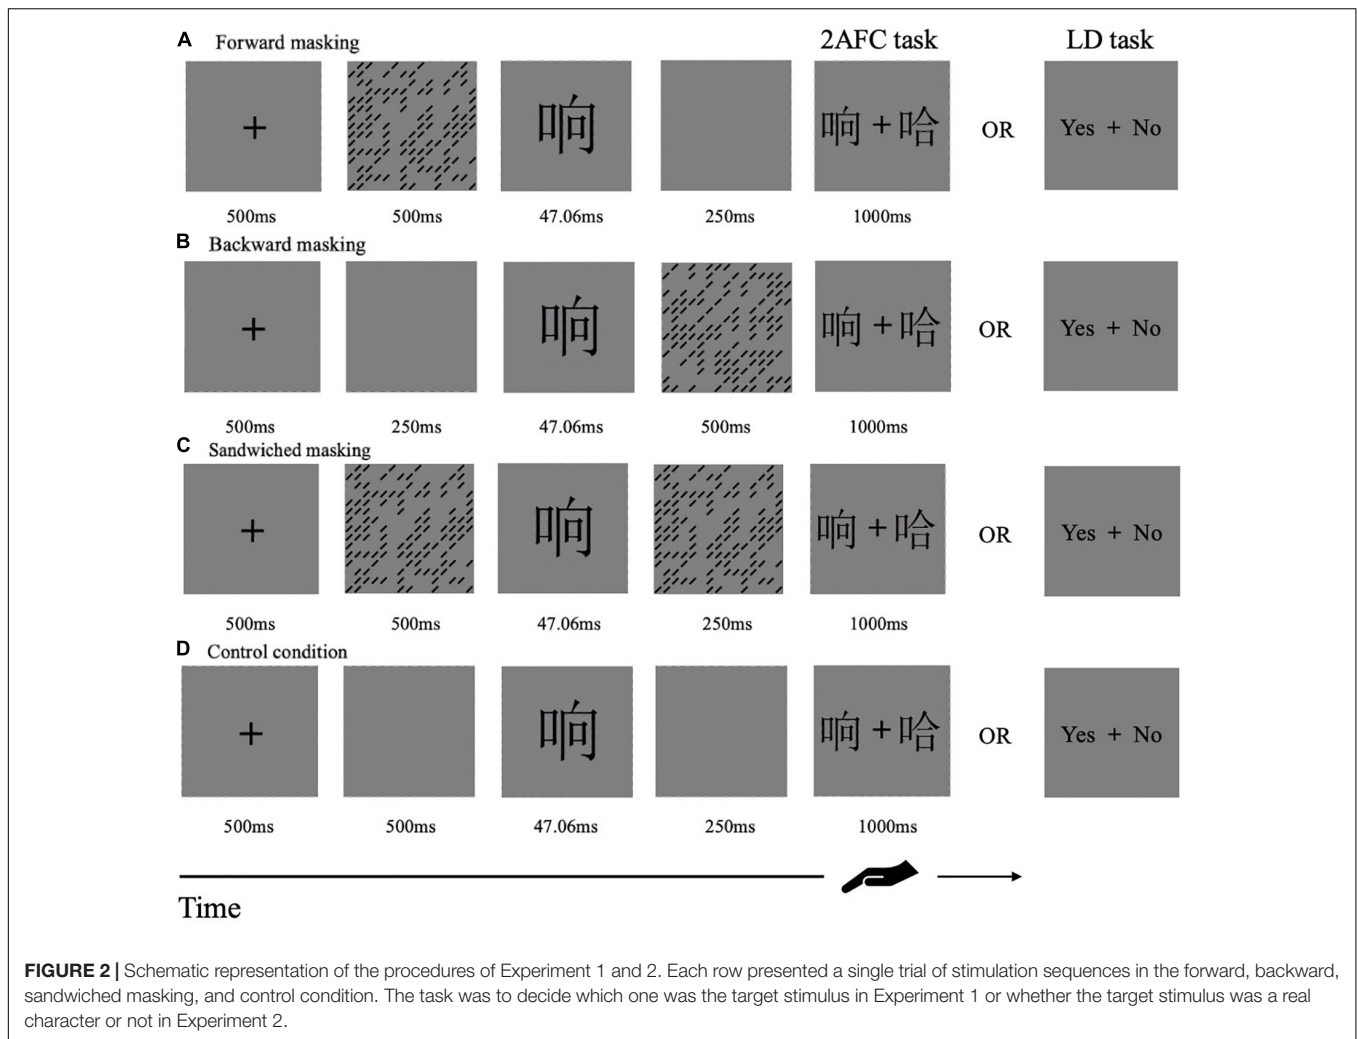 A Forward masking 2AFC task LD task
+ 响 响 + 哈 OR Yes + No
500ms 500ms 47.06ms 250ms 1000ms
B Backward masking
+ 响 响 + 哈 OR Yes + No
500ms 250ms 47.06ms 500ms 1000ms
C Sandwiched masking
+ 响 响 + 哈 OR Yes + No
500ms 500ms 47.06ms 250ms 1000ms
D Control condition
+ 响 响 + 哈 OR Yes + No
500ms 500ms 47.06ms 250ms 1000ms
Time
FIGURE 2 | Schematic representation of the procedures of Experiment 1 and 2. Each row presented a single trial of stimulation sequences in the forward, backward,
sandwiched masking, and control condition. The task was to decide which one was the target stimulus in Experiment 1 or whether the target stimulus was a real
character or not in Experiment 2.